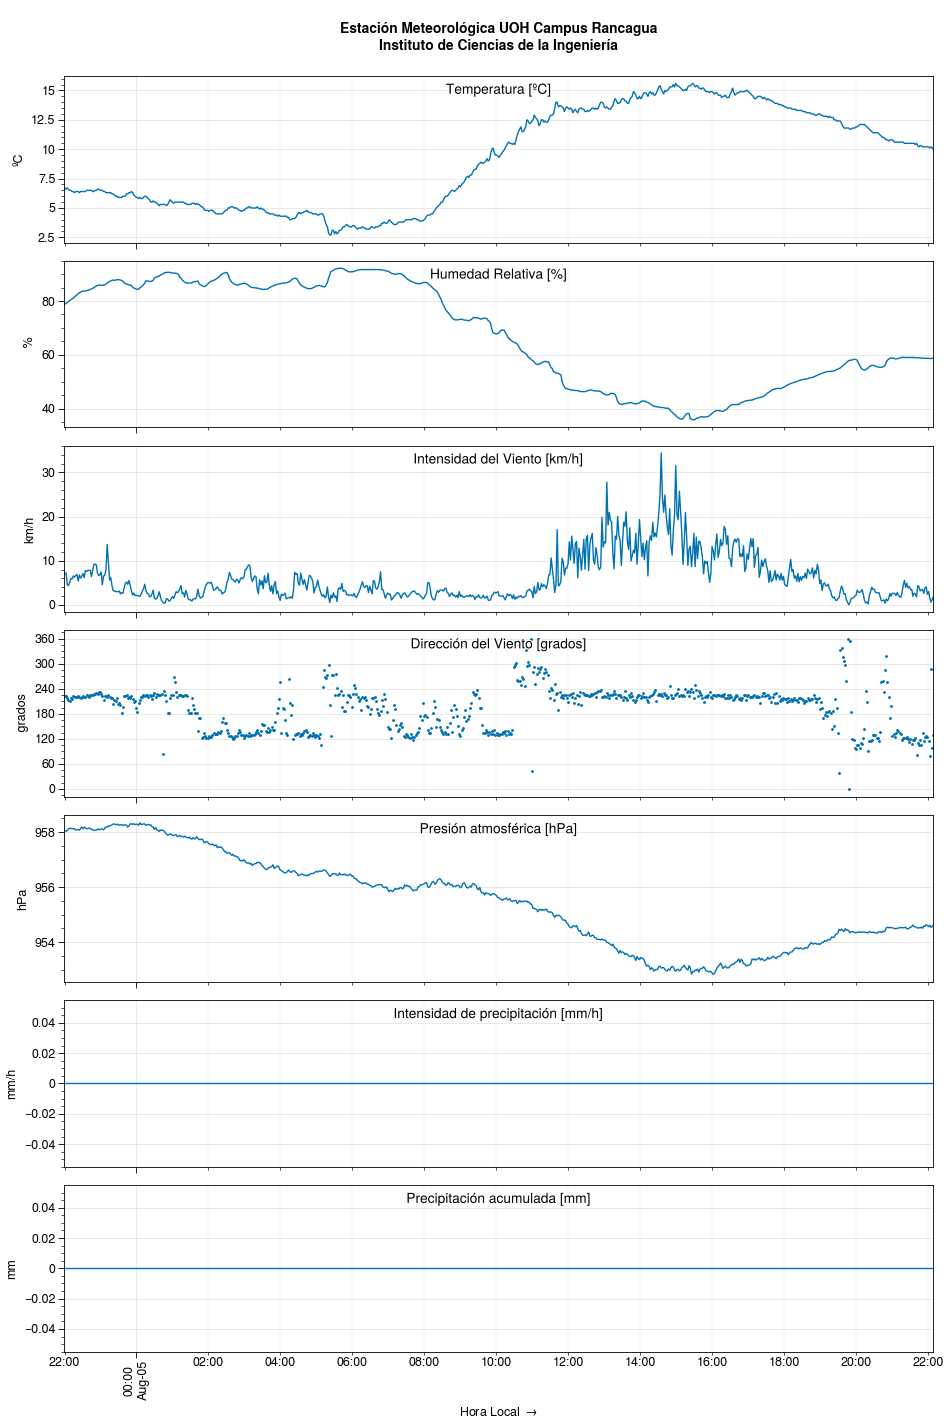 Estación Meteorológica UOH Campus Rancagua
Instituto de Ciencias de la Ingeniería
Temperatura [ºC]
15
12.5
10
7.5
5
2.5
ºC
Humedad Relativa [%]
80
60
40
%
Intensidad del Viento [km/h]
30
20
10
0
km/h
Dirección del Viento [grados]
360
300
240
180
120
60
0
grados
Presión atmosférica [hPa]
958
956
954
hPa
Intensidad de precipitación [mm/h]
0.04
0.02
0
−0.02
−0.04
mm/h
Precipitación acumulada [mm]
0.04
0.02
0
−0.02
−0.04
mm
22:00
00:00
Aug-05
02:00
04:00
06:00
08:00
10:00
12:00
14:00
16:00
18:00
20:00
22:00
Hora Local →